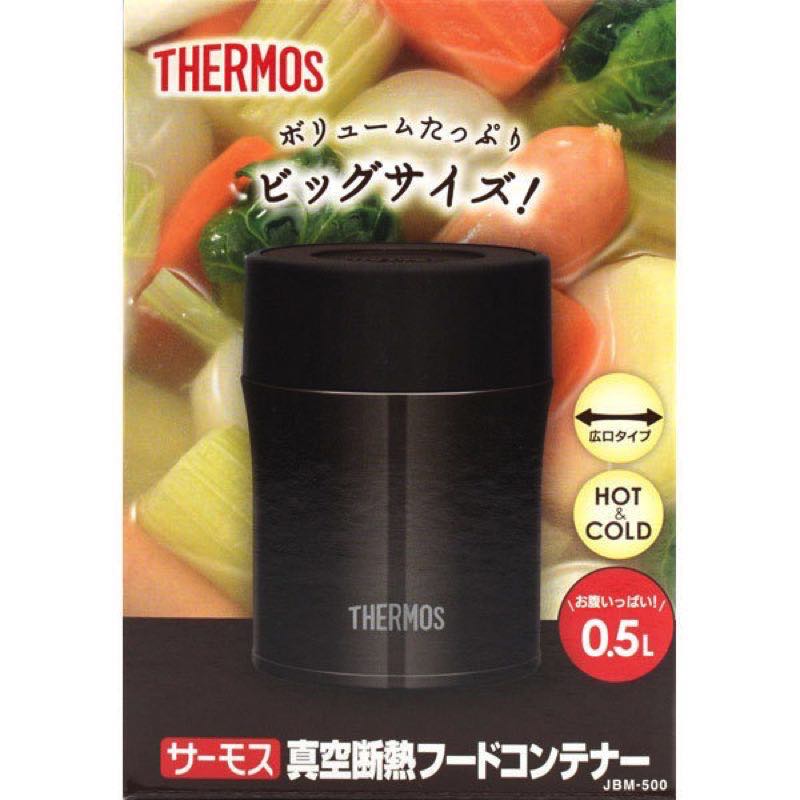 THERMOS
ボリュームたっぷり
ビッグサイズ!
広口タイプ
HOT
&
COLD
お腹いっぱい!
0.5L
THERMOS
サーモス 真空断熱フードコンテナー
JBM-500